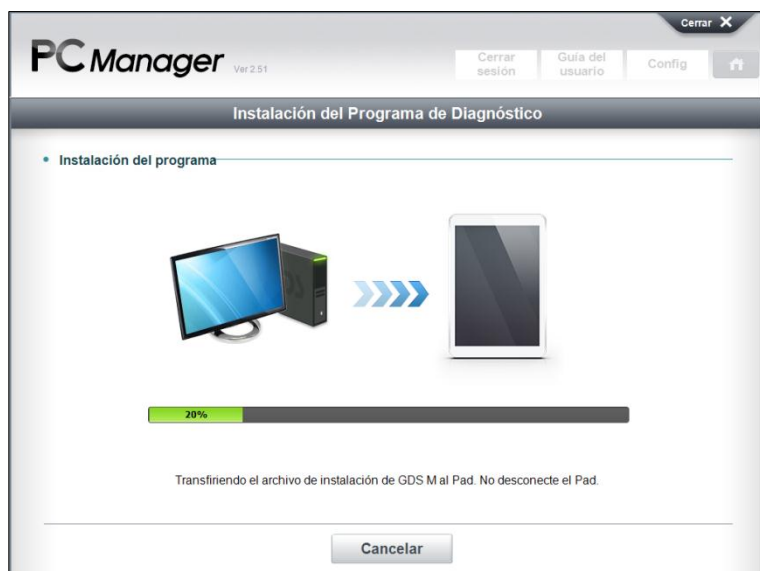 Cerrar X
PC Manager Ver 2.51
Cerrar sesión
Guía del usuario
Config
Instalación del Programa de Diagnóstico
• Instalación del programa
20%
Transfiriendo el archivo de instalación de GDS M al Pad. No desconecte el Pad.
Cancelar